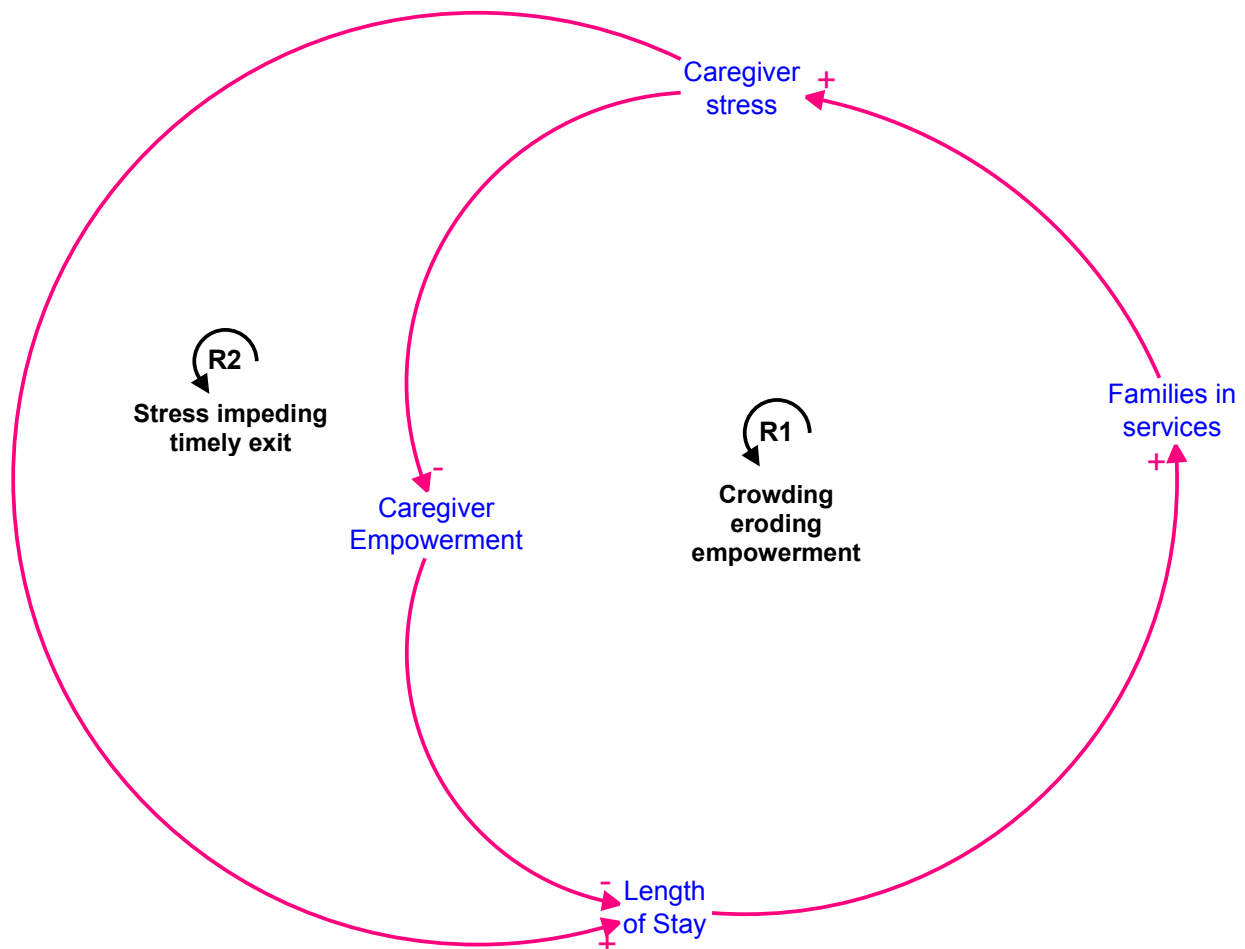 Caregiver
stress
+
R2
Stress impeding
timely exit
Families in
services
+
R1
Crowding
eroding
empowerment
-
Caregiver
Empowerment
-
Length
of Stay
+